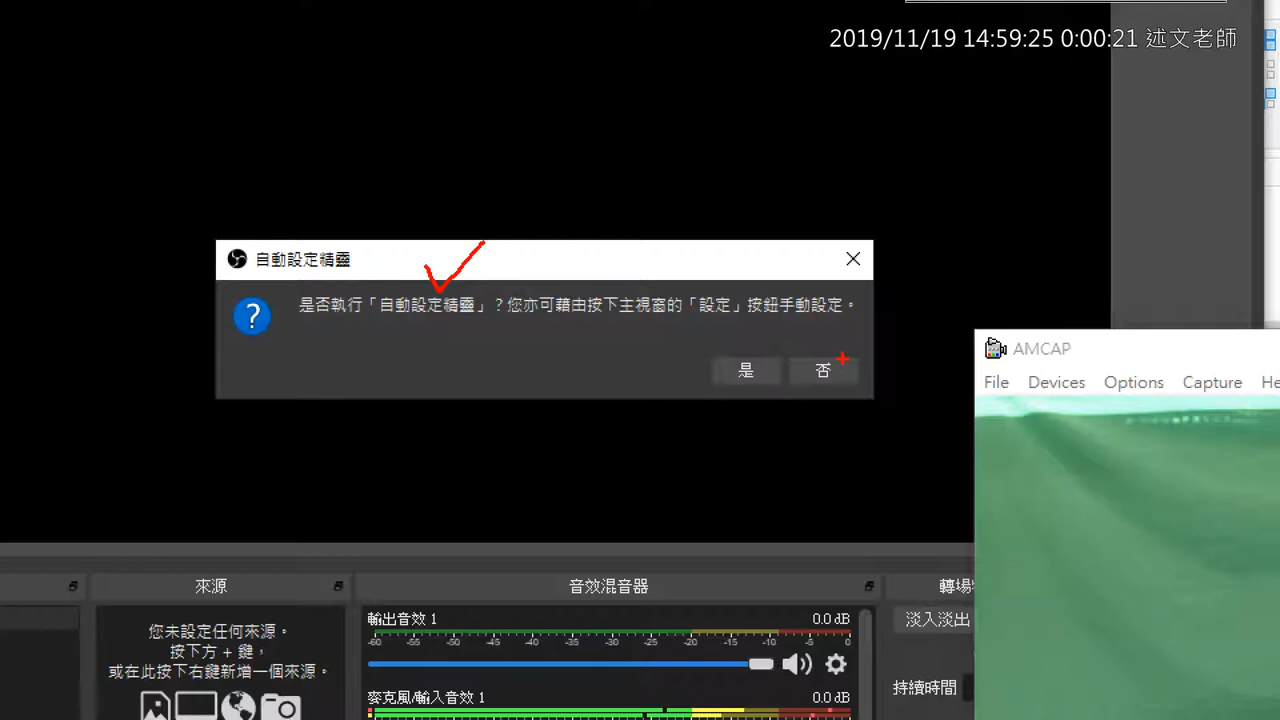 2019/11/19 14:59:25 0:00:21 述文老師
自動設定精靈
是否執行「自動設定精靈」？您亦可藉由按下主視窗的「設定」按鈕手動設定。
是
否
AMCAP
File Devices Options Capture He
來源
音效混音器
轉場
您未設定任何來源。
按下方 + 鍵，
或在此按下右鍵新增一個來源。
輸出音效 1
0.0 dB
-60 -55 -50 -45 -40 -35 -30 -25 -20 -15 -10 -5 0
麥克風/輸入音效 1
0.0 dB
淡入淡出
持續時間